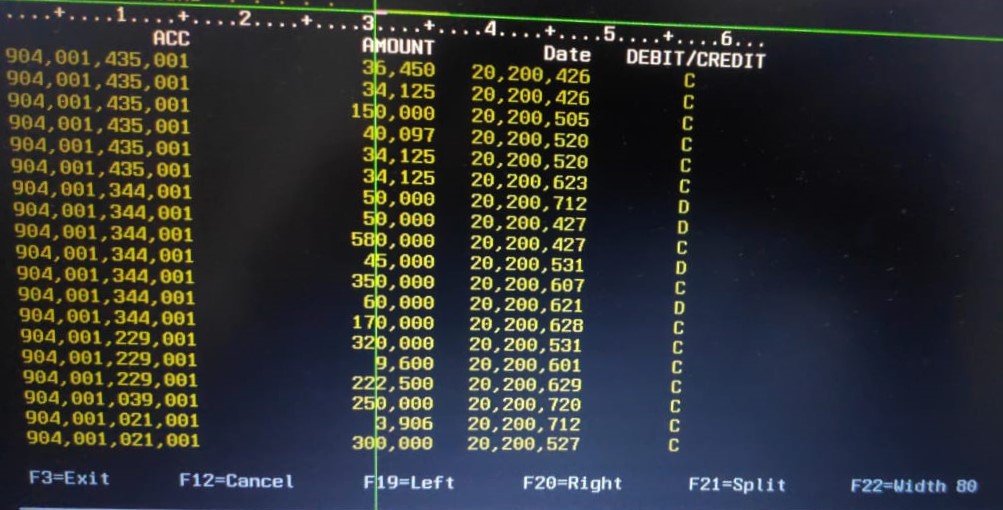 ....+....1....+....2....+....3....+....4....+....5....+....6...
ACC AMOUNT Date DEBIT/CREDIT
904,001,435,001 36,450 20,200,426 C
904,001,435,001 34,125 20,200,426 C
904,001,435,001 150,000 20,200,505 C
904,001,435,001 40,097 20,200,520 C
904,001,435,001 34,125 20,200,520 C
904,001,435,001 34,125 20,200,623 C
904,001,344,001 50,000 20,200,712 D
904,001,344,001 50,000 20,200,427 D
904,001,344,001 580,000 20,200,427 C
904,001,344,001 45,000 20,200,531 D
904,001,344,001 350,000 20,200,607 C
904,001,344,001 60,000 20,200,621 D
904,001,344,001 170,000 20,200,628 C
904,001,229,001 320,000 20,200,531 C
904,001,229,001 9,600 20,200,601 C
904,001,229,001 222,500 20,200,629 C
904,001,039,001 250,000 20,200,720 C
904,001,021,001 3,906 20,200,712 C
904,001,021,001 300,000 20,200,527 C
F3=Exit F12=Cancel F19=Left F20=Right F21=Split F22=Width 80